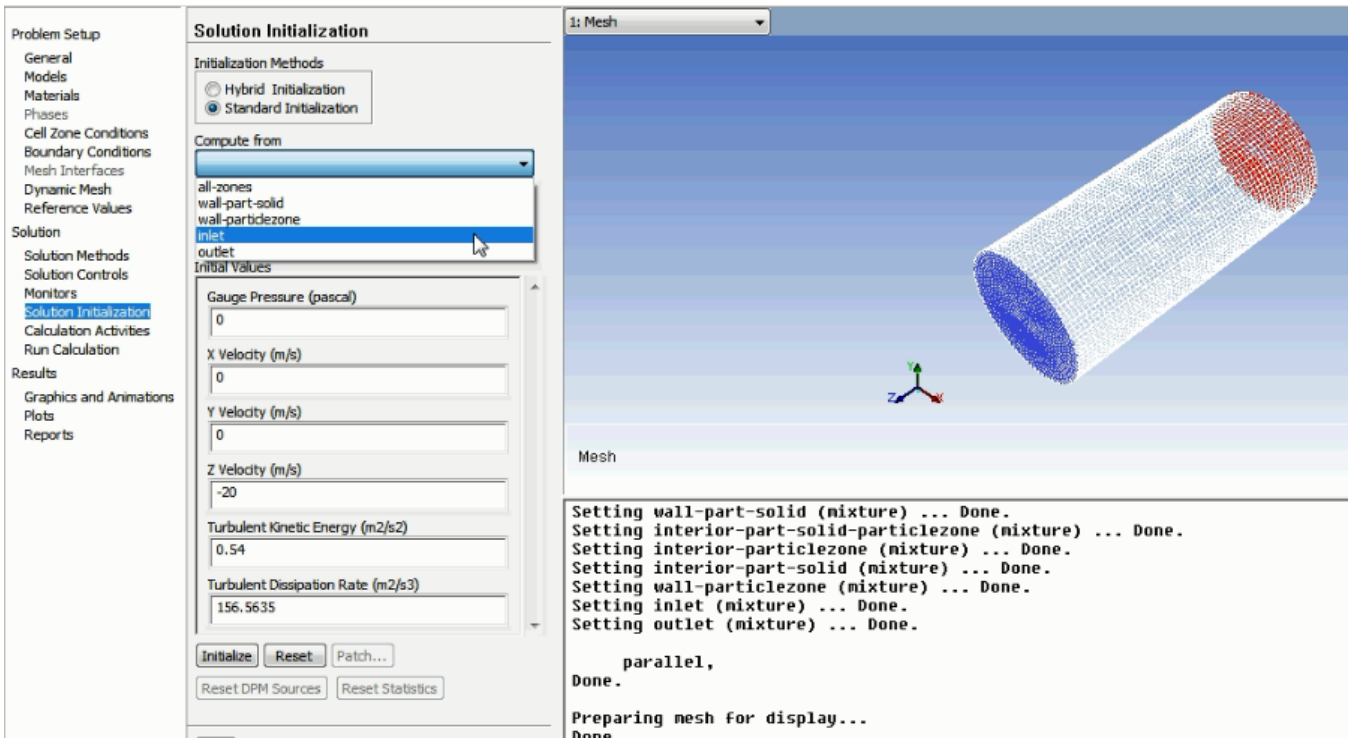 Problem Setup
General
Models
Materials
Phases
Cell Zone Conditions
Boundary Conditions
Mesh Interfaces
Dynamic Mesh
Reference Values
Solution
Solution Methods
Solution Controls
Monitors
Solution Initialization
Calculation Activities
Run Calculation
Results
Graphics and Animations
Plots
Reports
Solution Initialization
Initialization Methods
Hybrid Initialization
Standard Initialization
Compute from
all-zones
wall-part-solid
wall-particlezone
inlet
outlet
Initial Values
Gauge Pressure (pascal)
0
X Velocity (m/s)
0
Y Velocity (m/s)
0
Z Velocity (m/s)
-20
Turbulent Kinetic Energy (m2/s2)
0.54
Turbulent Dissipation Rate (m2/s3)
156.5635
Initialize Reset Patch...
Reset DPM Sources Reset Statistics
1: Mesh
Y
Z X
Mesh
Setting wall-part-solid (mixture) ... Done.
Setting interior-part-solid-particlezone (mixture) ... Done.
Setting interior-particlezone (mixture) ... Done.
Setting interior-part-solid (mixture) ... Done.
Setting wall-particlezone (mixture) ... Done.
Setting inlet (mixture) ... Done.
Setting outlet (mixture) ... Done.
parallel,
Done.
Preparing mesh for display...
Done.